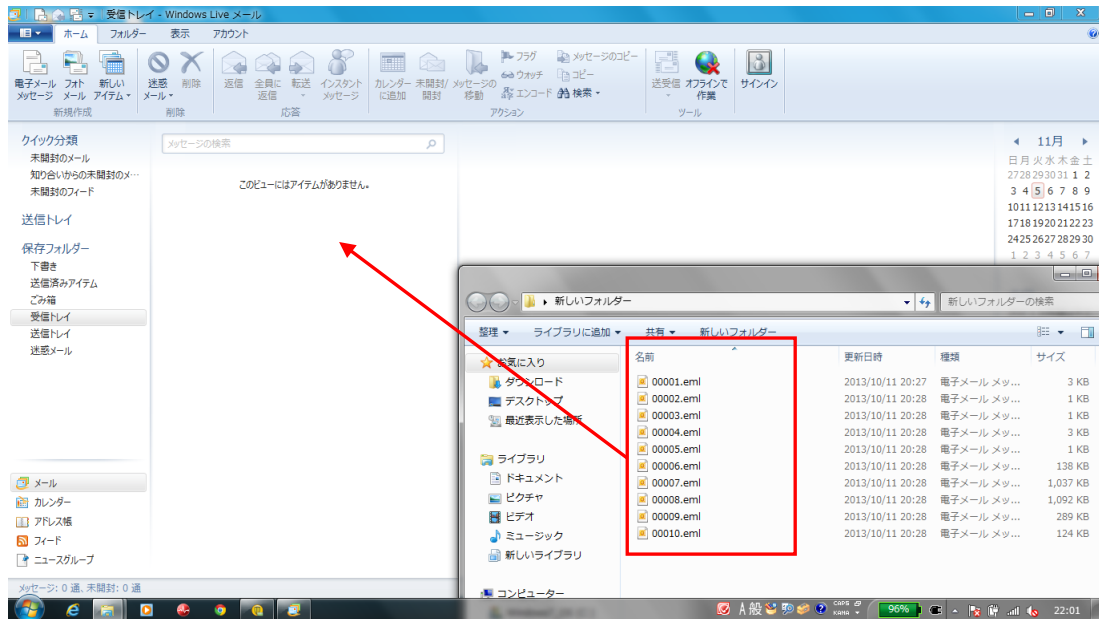 受信トレイ - Windows Live メール
ホーム フォルダー 表示 アカウント
電子メール メッセージ
フォト メール
新しい アイテム
迷惑メール
削除
返信
全員に返信
転送
インスタント メッセージ
カレンダーに追加
未開封/開封
メッセージの移動
フラグ
ウォッチ
エンコード
メッセージのコピー
コピー
検索
送受信
オフラインで作業
サインイン
新規作成 削除 応答 アクション ツール
クイック分類
未開封のメール
知り合いからの未開封のメ…
未開封のフィード
送信トレイ
保存フォルダー
下書き
送信済みアイテム
ごみ箱
受信トレイ
送信トレイ
迷惑メール
メール
カレンダー
アドレス帳
フィード
ニュースグループ
メッセージ: 0 通、未開封: 0 通
メッセージの検索
このビューにはアイテムがありません。
11月
日 月 火 水 木 金 土
27 28 29 30 31 1 2
3 4 5 6 7 8 9
10 11 12 13 14 15 16
17 18 19 20 21 22 23
24 25 26 27 28 29 30
1 2 3 4 5 6 7
新しいフォルダー
新しいフォルダーの検索
整理 ライブラリに追加 共有 新しいフォルダー
お気に入り
ダウンロード
デスクトップ
最近表示した場所
ライブラリ
ドキュメント
ピクチャ
ビデオ
ミュージック
新しいライブラリ
コンピューター
名前 更新日時 種類 サイズ
00001.eml 2013/10/11 20:27 電子メール メッ... 3 KB
00002.eml 2013/10/11 20:28 電子メール メッ... 1 KB
00003.eml 2013/10/11 20:28 電子メール メッ... 1 KB
00004.eml 2013/10/11 20:28 電子メール メッ... 3 KB
00005.eml 2013/10/11 20:28 電子メール メッ... 1 KB
00006.eml 2013/10/11 20:28 電子メール メッ... 138 KB
00007.eml 2013/10/11 20:28 電子メール メッ... 1,037 KB
00008.eml 2013/10/11 20:28 電子メール メッ... 1,092 KB
00009.eml 2013/10/11 20:28 電子メール メッ... 289 KB
00010.eml 2013/10/11 20:28 電子メール メッ... 124 KB
A 般 CAPS KANA 96% 22:01